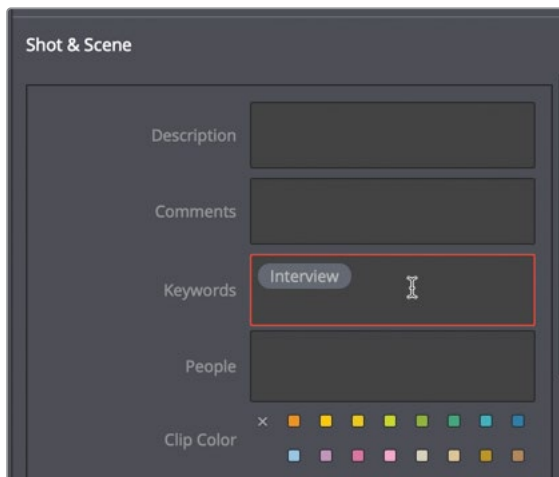 Shot & Scene
Description
Comments
Keywords
Interview
People
Clip Color